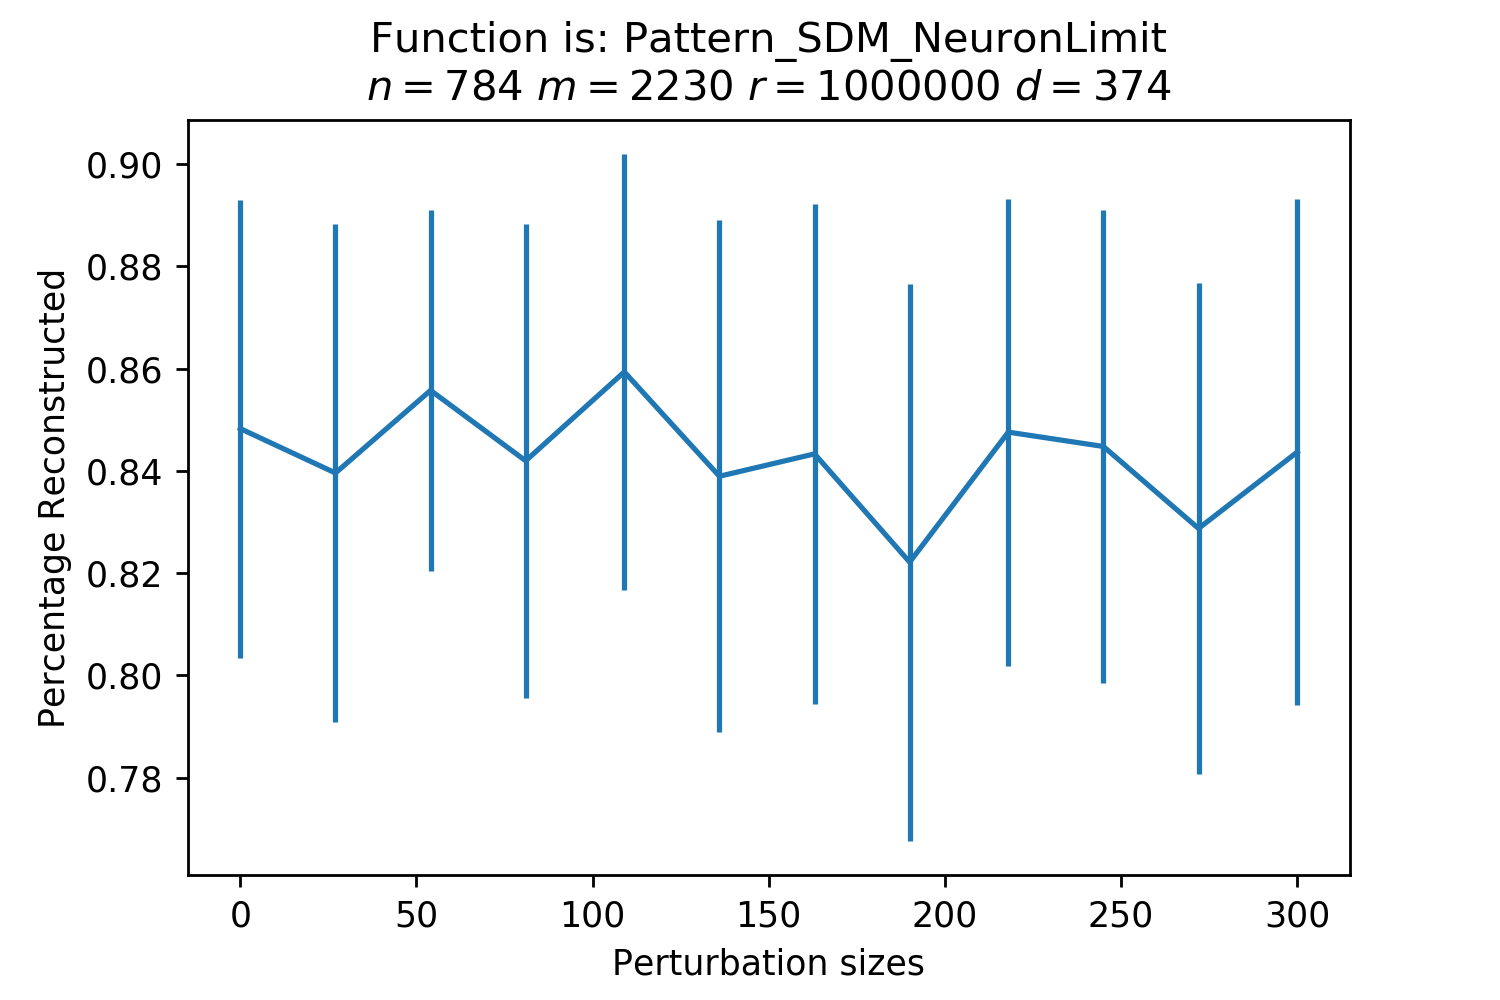 Function is: Pattern_SDM_NeuronLimit
n = 784 m = 2230 r = 1000000 d = 374
0.90
0.88
0.86
0.84
0.82
0.80
0.78
Percentage Reconstructed
0 50 100 150 200 250 300
Perturbation sizes